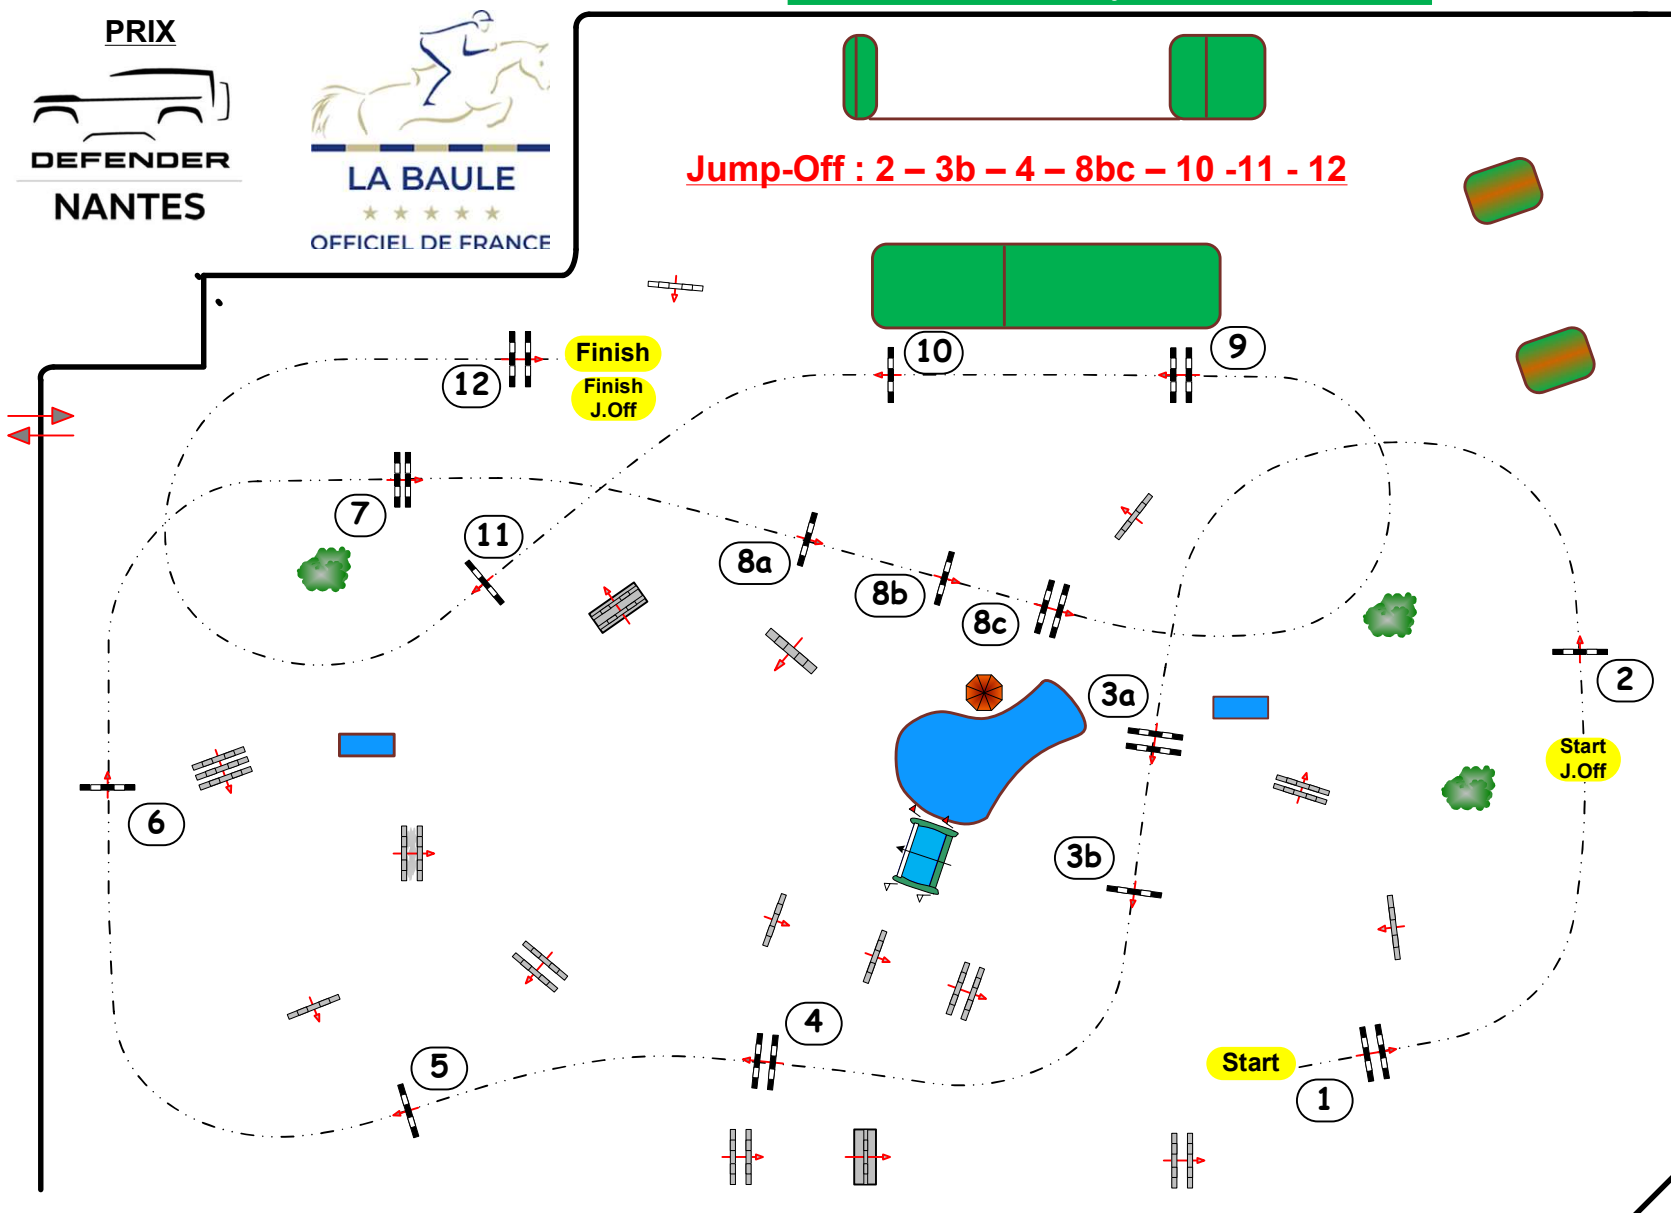 PRIX
DEFENDER
NANTES
LA BAULE
OFFICIEL DE FRANCE
Jump-Off : 2 – 3b – 4 – 8bc – 10 -11 - 12
10
9
12
Finish
Finish
J.Off
7
11
8a
8b
8c
3a
2
Start
J.Off
6
3b
4
5
Start
1